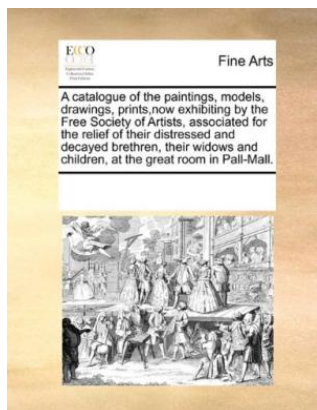 ECCO
Fine Arts
A catalogue of the paintings, models,
drawings, prints,now exhibiting by the
Free Society of Artists, associated for
the relief of their distressed and
decayed brethren, their widows and
children, at the great room in Pall-Mall.